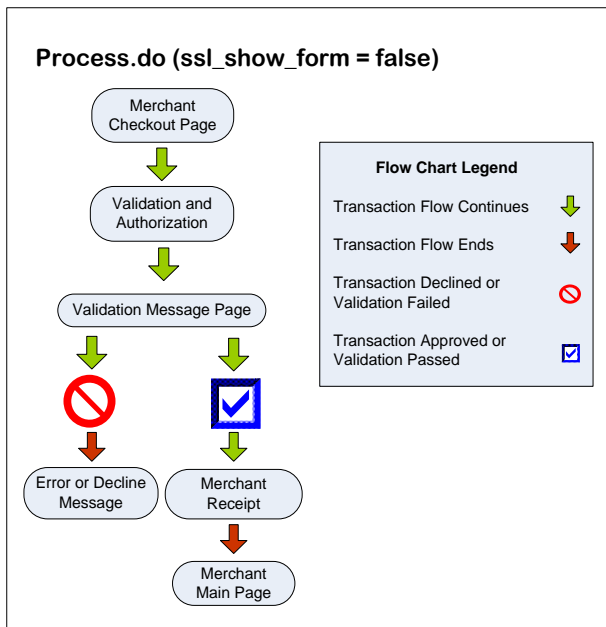 Process.do (ssl_show_form = false)
Merchant
Checkout Page
Validation and
Authorization
Validation Message Page
Error or Decline
Message
Merchant
Receipt
Merchant
Main Page
Flow Chart Legend
Transaction Flow Continues
Transaction Flow Ends
Transaction Declined or
Validation Failed
Transaction Approved or
Validation Passed